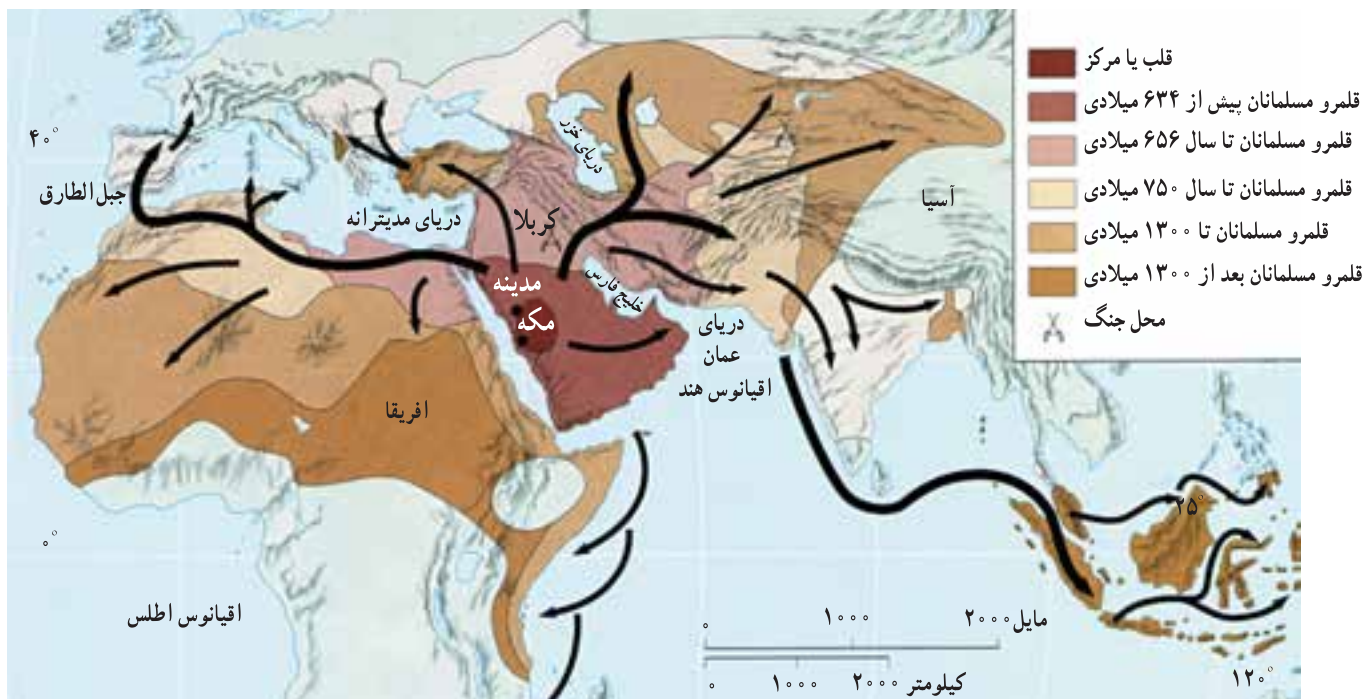 قلب یا مرکز
قلمرو مسلمانان پیش از ۶۳۴ میلادی
قلمرو مسلمانان تا سال ۶۵۶ میلادی
قلمرو مسلمانان تا سال ۷۵۰ میلادی
قلمرو مسلمانان تا ۱۳۰۰ میلادی
قلمرو مسلمانان بعد از ۱۳۰۰ میلادی
محل جنگ
۴۰°
جبل الطارق
دریای مدیترانه
دریای خزر
کربلا
آسیا
مدینه
مکه
خلیج فارس
دریای
عمان
اقیانوس هند
افریقا
۲۵°
۰°
اقیانوس اطلس
۰ ۱۰۰۰ ۲۰۰۰ مایل
۰ ۱۰۰۰ ۲۰۰۰ کیلومتر
۱۲۰°